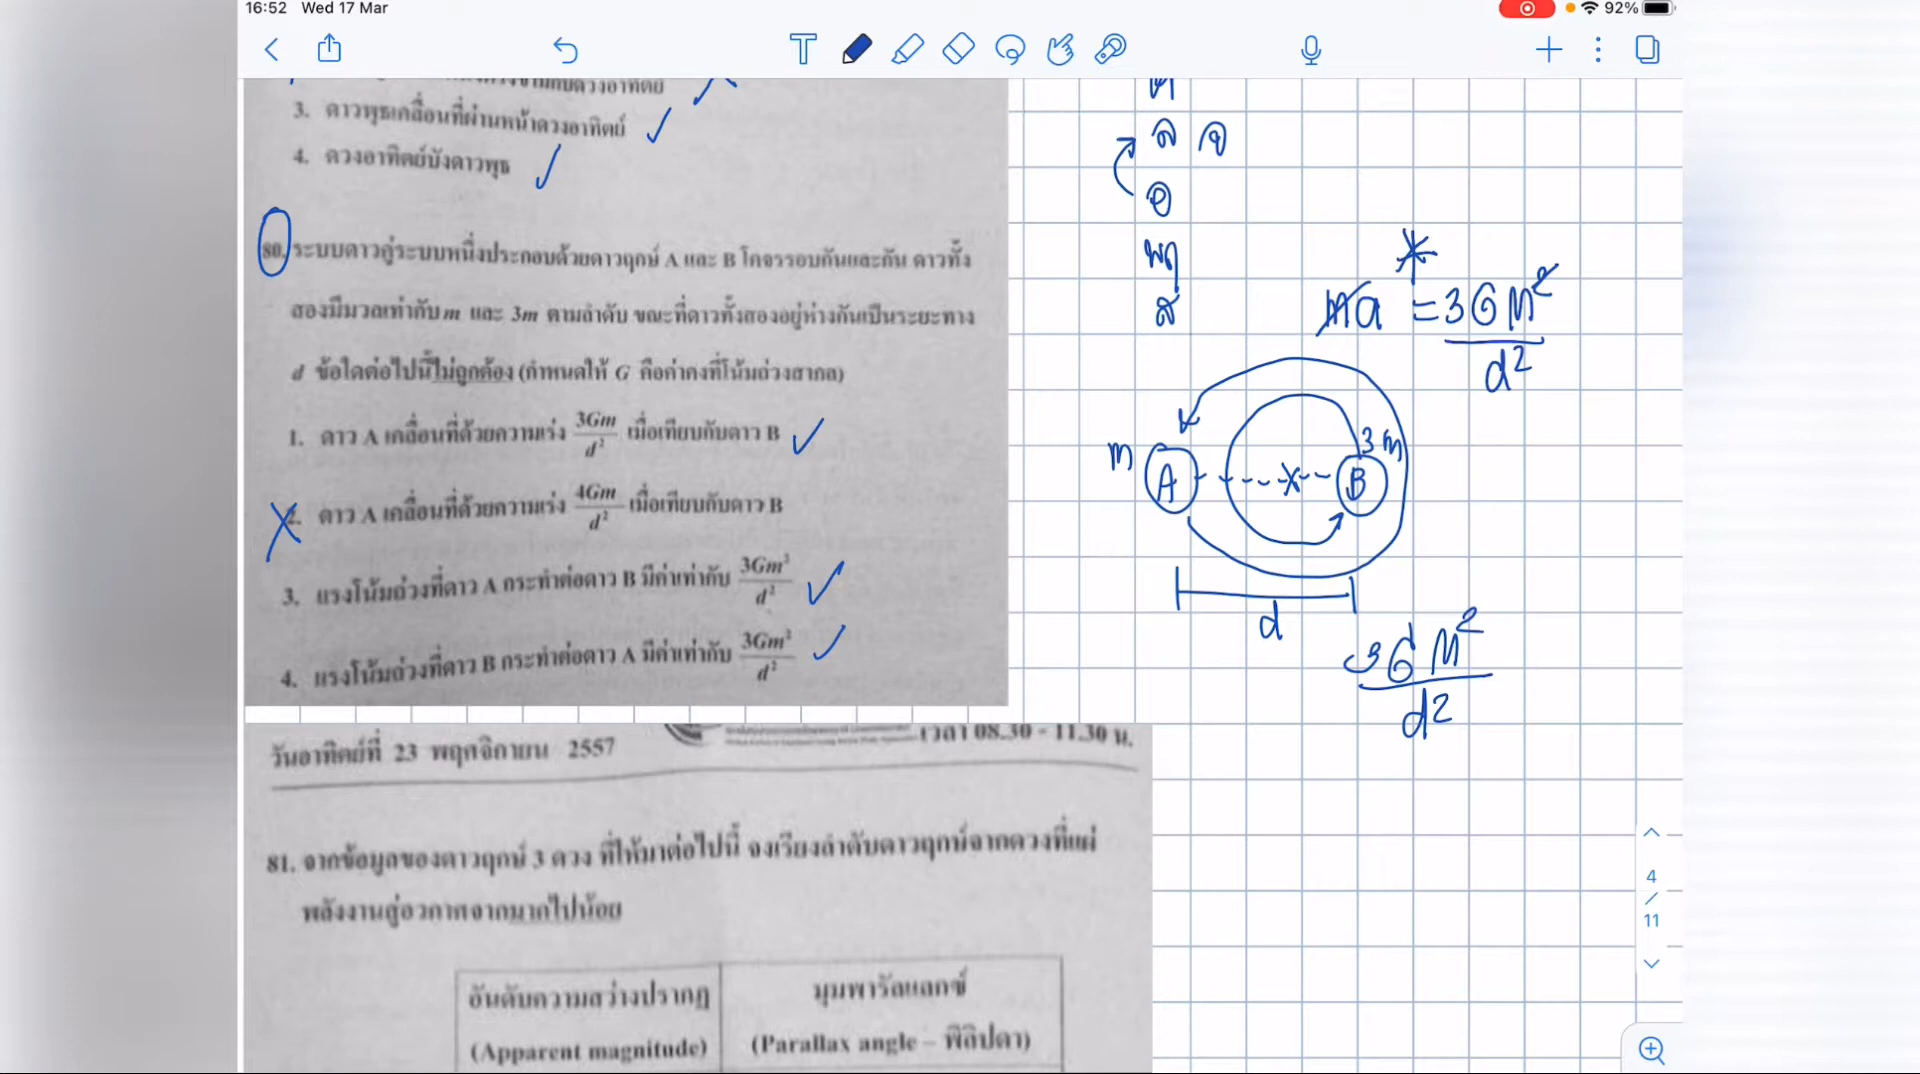 16:52 Wed 17 Mar
92%
3. ดาวพุธเคลื่อนที่ผ่านหน้าดวงอาทิตย์
4. ดวงอาทิตย์บังดาวพุธ
80. ระบบดาวคู่ระบบหนึ่งประกอบด้วยดาวฤกษ์ A และ B โคจรรอบกันและกัน ดาวทั้ง
สองมีมวลเท่ากับ m และ 3m ตามลำดับ ขณะที่ดาวทั้งสองอยู่ห่างกันเป็นระยะทาง
d ข้อใดต่อไปนี้ไม่ถูกต้อง (กำหนดให้ G คือค่าคงที่โน้มถ่วงสากล)
1. ดาว A เคลื่อนที่ด้วยความเร่ง 3Gm/d² เมื่อเทียบกับดาว B
2. ดาว A เคลื่อนที่ด้วยความเร่ง 4Gm/d² เมื่อเทียบกับดาว B
3. แรงโน้มถ่วงที่ดาว A กระทำต่อดาว B มีค่าเท่ากับ 3Gm²/d²
4. แรงโน้มถ่วงที่ดาว B กระทำต่อดาว A มีค่าเท่ากับ 3Gm²/d²
ma = 3GM²/d²
m A B 3m
d
3GM²/d²
วันอาทิตย์ที่ 23 พฤศจิกายน 2557
เวลา 08.30 - 11.30 น.
81. จากข้อมูลของดาวฤกษ์ 3 ดวง ที่ให้มาต่อไปนี้ จงเรียงลำดับดาวฤกษ์จากดวงที่แผ่
พลังงานสู่อวกาศจากมากไปน้อย
อันดับความสว่างปรากฏ
(Apparent magnitude)
มุมพารัลแลกซ์
(Parallax angle – พิลิปดา)
4
/
11